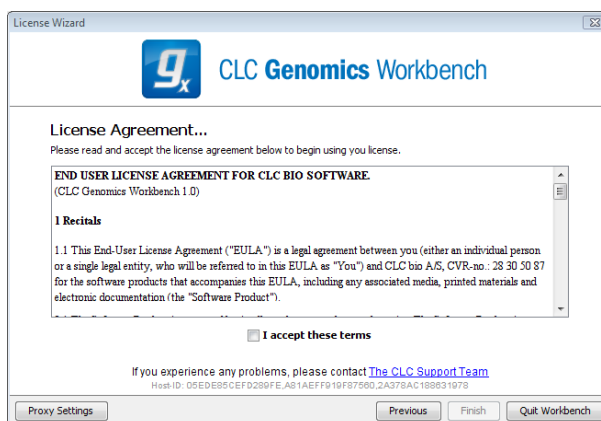 License Wizard
gx
CLC Genomics Workbench
License Agreement...
Please read and accept the license agreement below to begin using you license.
END USER LICENSE AGREEMENT FOR CLC BIO SOFTWARE.
(CLC Genomics Workbench 1.0)
1 Recitals
1.1 This End-User License Agreement ("EULA") is a legal agreement between you (either an individual person
or a single legal entity, who will be referred to in this EULA as "You") and CLC bio A/S, CVR-no.: 28 30 50 87
for the software products that accompanies this EULA, including any associated media, printed materials and
electronic documentation (the "Software Product").
I accept these terms
If you experience any problems, please contact The CLC Support Team
Host-ID: 05EDE85CEFD289FE,A81AEFF919F87560,2A378AC188631978
Proxy Settings
Previous
Finish
Quit Workbench